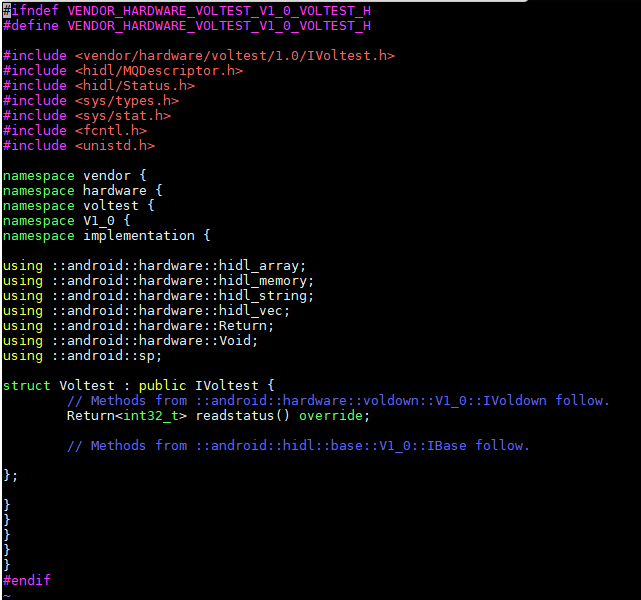 #ifndef VENDOR_HARDWARE_VOLTEST_V1_0_VOLTEST_H
#define VENDOR_HARDWARE_VOLTEST_V1_0_VOLTEST_H
#include <vendor/hardware/voltest/1.0/IVoltest.h>
#include <hidl/MQDescriptor.h>
#include <hidl/Status.h>
#include <sys/types.h>
#include <sys/stat.h>
#include <fcntl.h>
#include <unistd.h>
namespace vendor {
namespace hardware {
namespace voltest {
namespace V1_0 {
namespace implementation {
using ::android::hardware::hidl_array;
using ::android::hardware::hidl_memory;
using ::android::hardware::hidl_string;
using ::android::hardware::hidl_vec;
using ::android::hardware::Return;
using ::android::hardware::Void;
using ::android::sp;
struct Voltest : public IVoltest {
        // Methods from ::android::hardware::voldown::V1_0::IVoldown follow.
        Return<int32_t> readstatus() override;
        // Methods from ::android::hidl::base::V1_0::IBase follow.
};
}
}
}
}
}
#endif
~